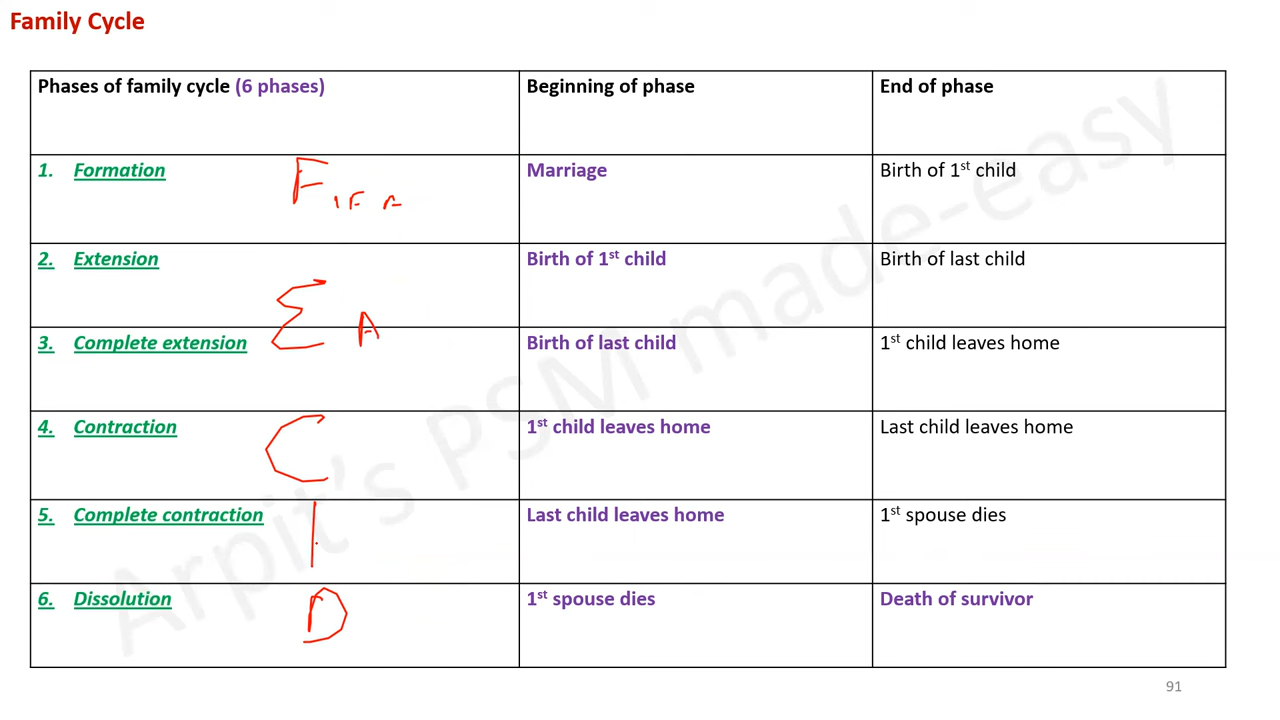 Family Cycle
Phases of family cycle (6 phases) Beginning of phase End of phase
1. Formation Marriage Birth of 1st child
F
2. Extension Birth of 1st child Birth of last child
A
3. Complete extension Birth of last child 1st child leaves home
4. Contraction 1st child leaves home Last child leaves home
C
5. Complete contraction Last child leaves home 1st spouse dies
6. Dissolution 1st spouse dies Death of survivor
D
Arpit's PSM made-easy
91